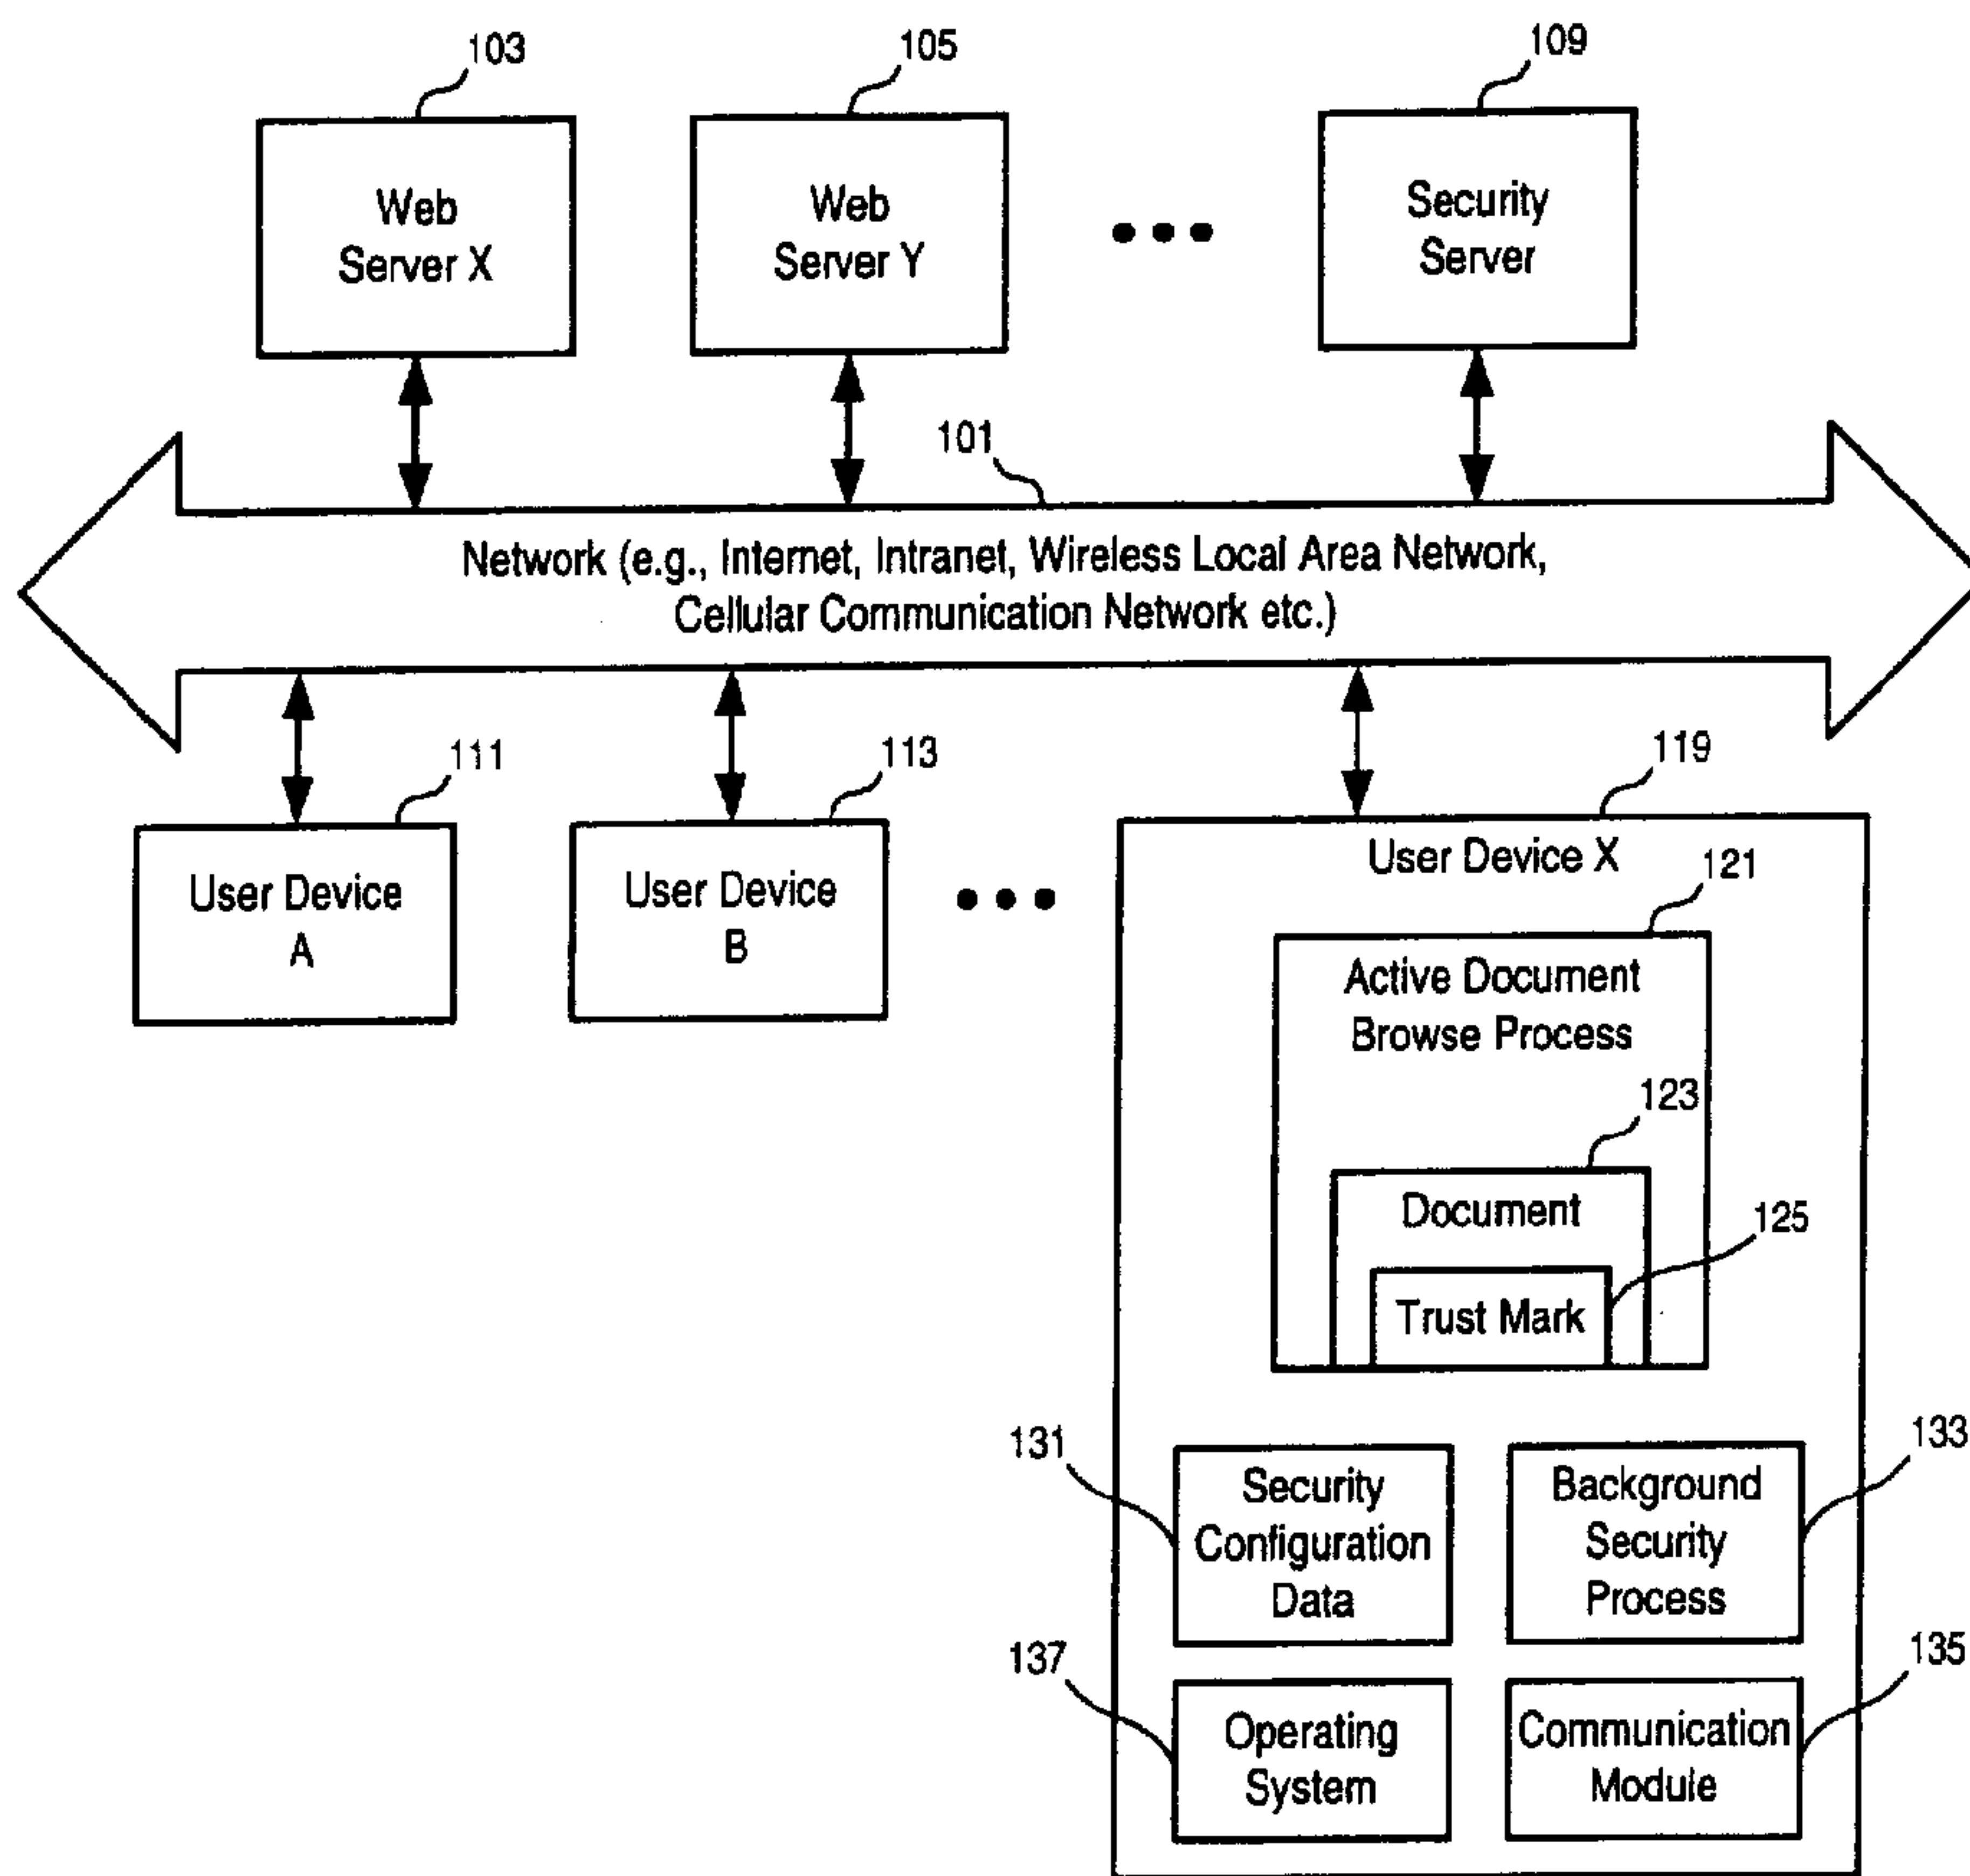 103
105
109
Web
Server X
Web
Server Y
Security
Server
101
Network (e.g., Internet, Intranet, Wireless Local Area Network,
Cellular Communication Network etc.)
111
113
119
User Device
A
User Device
B
User Device X
121
Active Document
Browse Process
123
Document
125
Trust Mark
131
Security
Configuration
Data
133
Background
Security
Process
137
Operating
System
135
Communication
Module